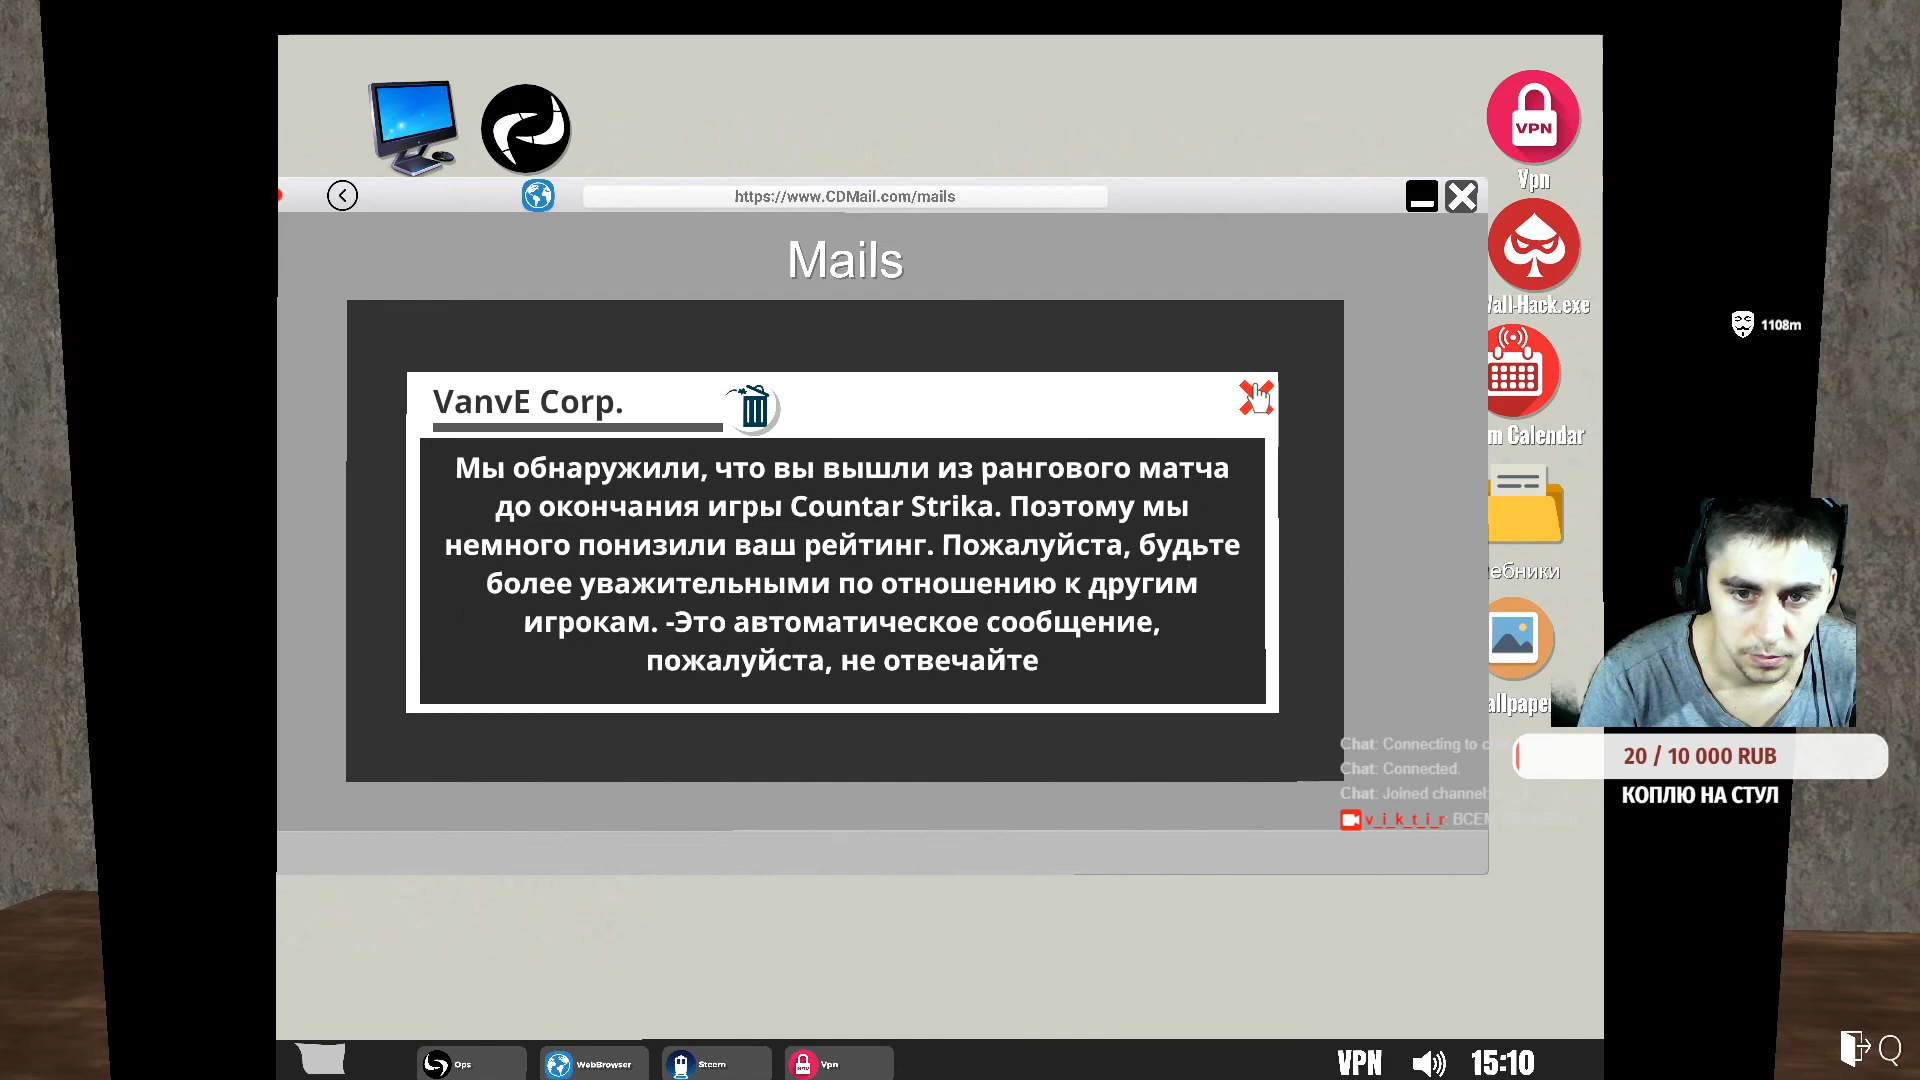 VPN
Vpn
https://www.CDMail.com/mails
Mails
Wall-Hack.exe
1108m
VanvE Corp.
Calendar
Мы обнаружили, что вы вышли из рангового матча
до окончания игры Countar Strika. Поэтому мы
немного понизили ваш рейтинг. Пожалуйста, будьте
более уважительными по отношению к другим
игрокам. -Это автоматическое сообщение,
пожалуйста, не отвечайте
Chat: Connecting to
Chat: Connected.
Chat: Joined channel:
v_i_k_t_i_r: ВСЕМ
20 / 10 000 RUB
КОПЛЮ НА СТУЛ
Ops
WebBrowser
Steem
Vpn
VPN
15:10
Q